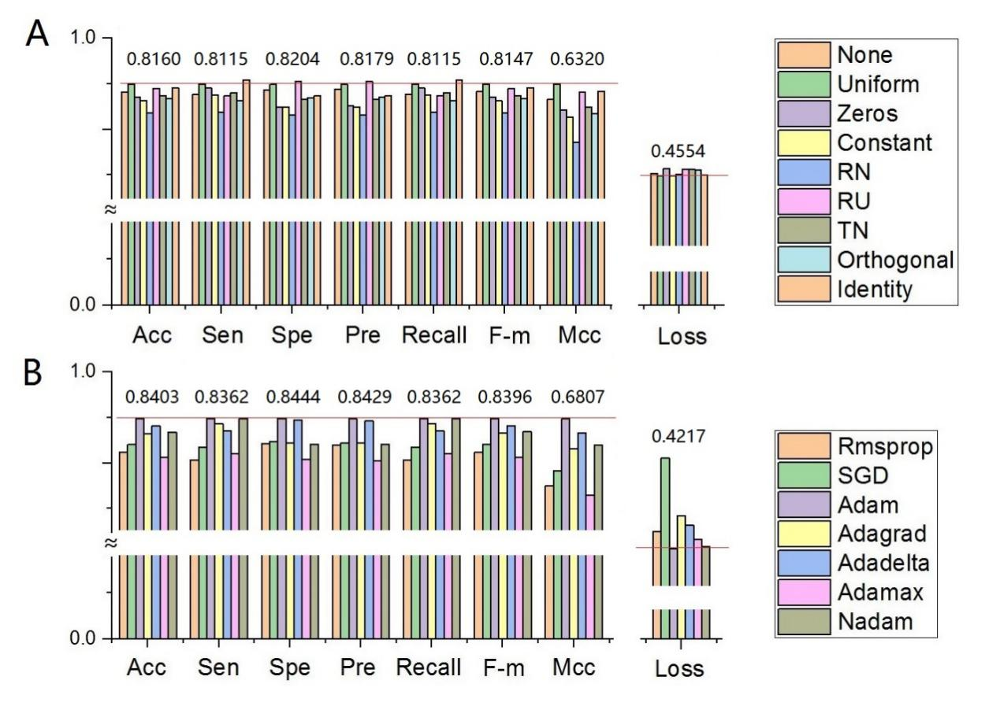 A
1.0
0.8160 0.8115 0.8204 0.8179 0.8115 0.8147 0.6320
0.4554
≈
0.0
Acc Sen Spe Pre Recall F-m Mcc Loss
None
Uniform
Zeros
Constant
RN
RU
TN
Orthogonal
Identity
B
1.0
0.8403 0.8362 0.8444 0.8429 0.8362 0.8396 0.6807
0.4217
≈
0.0
Acc Sen Spe Pre Recall F-m Mcc Loss
Rmsprop
SGD
Adam
Adagrad
Adadelta
Adamax
Nadam